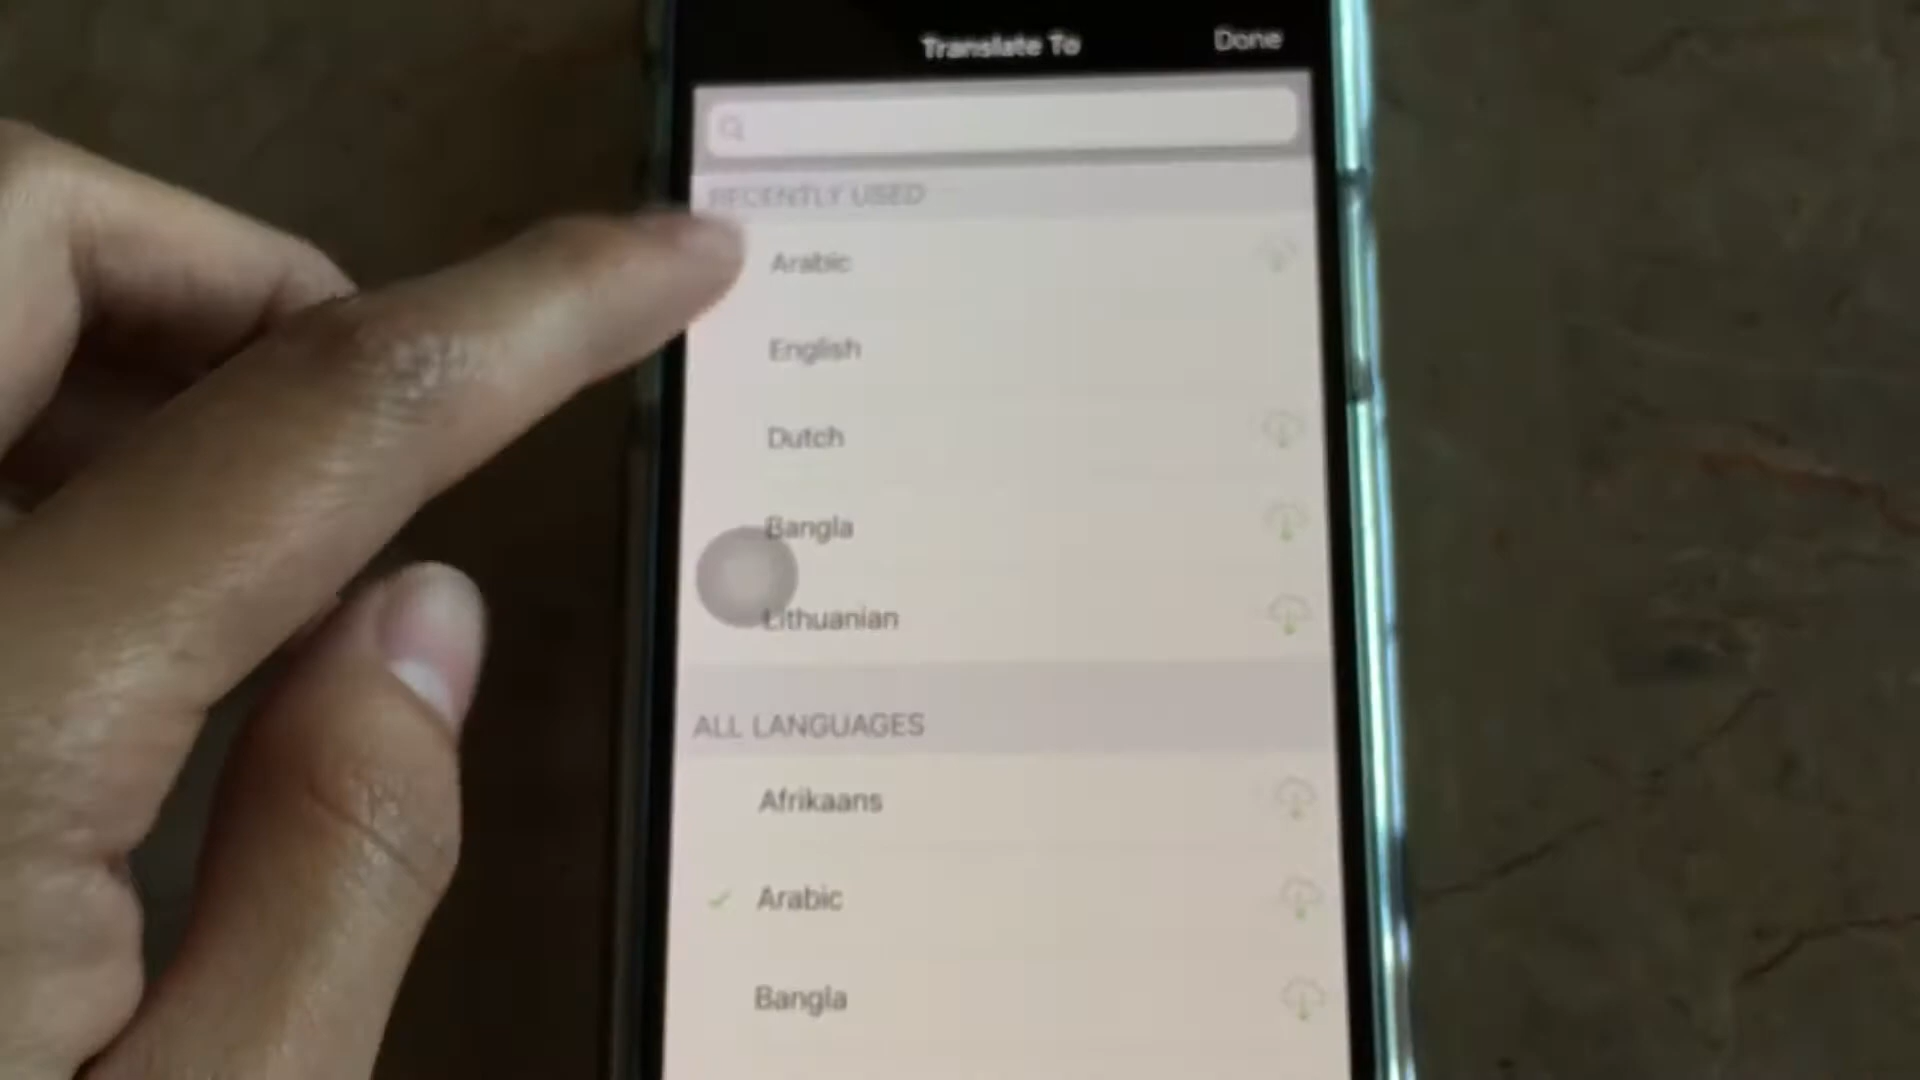 Translate To
Done
RECENTLY USED
Arabic
English
Dutch
Bangla
Lithuanian
ALL LANGUAGES
Afrikaans
Arabic
Bangla